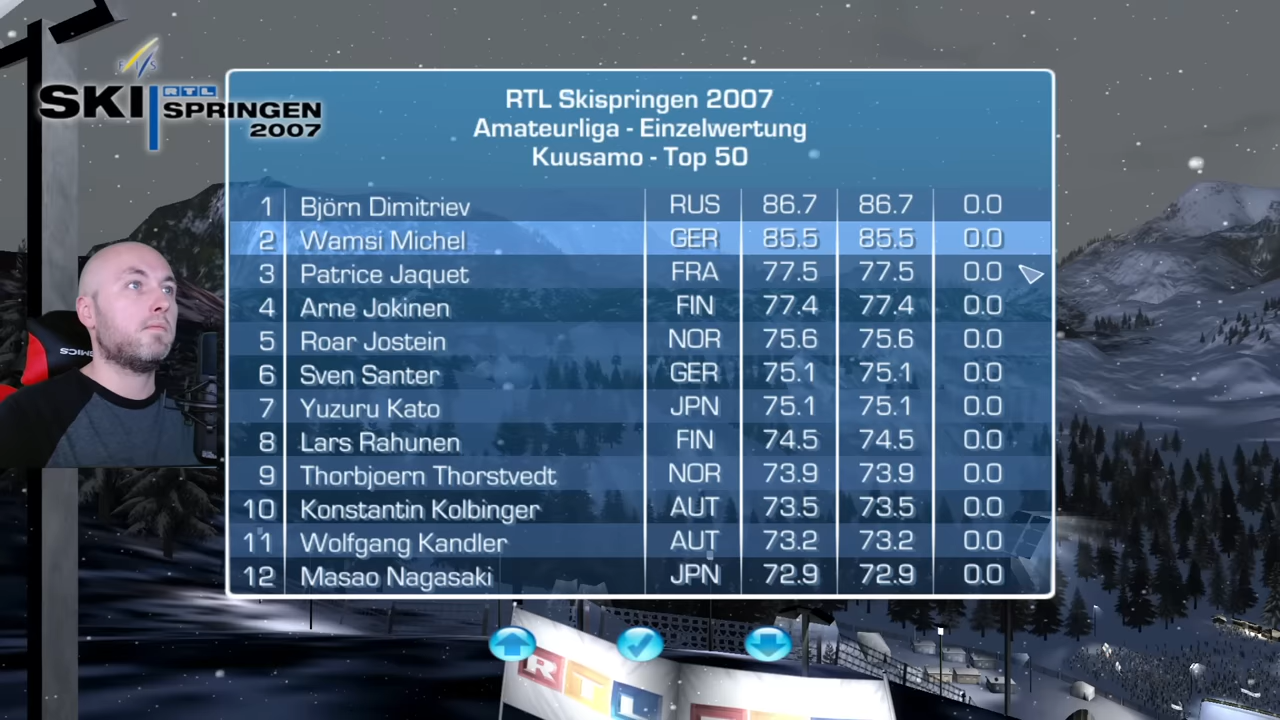 FIS
SKI RTL SPRINGEN
2007
RTL Skispringen 2007
Amateurliga - Einzelwertung
Kuusamo - Top 50
1 Björn Dimitriev RUS 86.7 86.7 0.0
2 Wamsi Michel GER 85.5 85.5 0.0
3 Patrice Jaquet FRA 77.5 77.5 0.0
4 Arne Jokinen FIN 77.4 77.4 0.0
5 Roar Jostein NOR 75.6 75.6 0.0
6 Sven Santer GER 75.1 75.1 0.0
7 Yuzuru Kato JPN 75.1 75.1 0.0
8 Lars Rahunen FIN 74.5 74.5 0.0
9 Thorbjoern Thorstvedt NOR 73.9 73.9 0.0
10 Konstantin Kolbinger AUT 73.5 73.5 0.0
11 Wolfgang Kandler AUT 73.2 73.2 0.0
12 Masao Nagasaki JPN 72.9 72.9 0.0
RTL